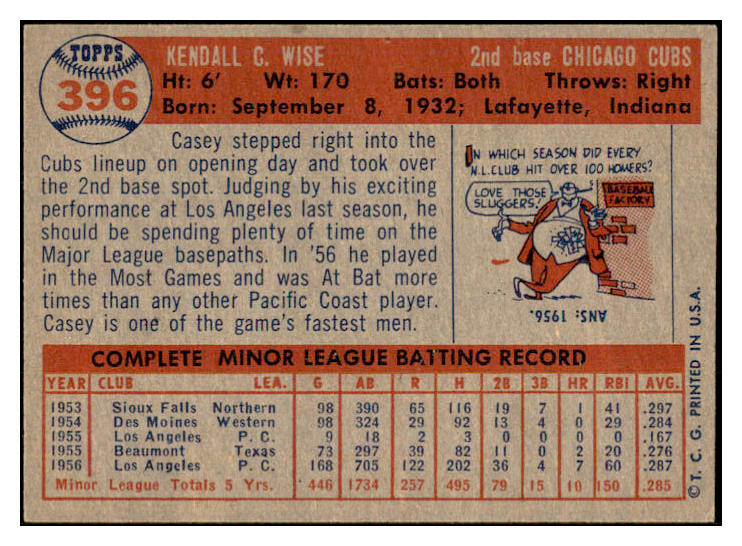 TOPPS
396
KENDALL C. WISE 2nd base CHICAGO CUBS
Ht: 6' Wt: 170 Bats: Both Throws: Right
Born: September 8, 1932; Lafayette, Indiana
Casey stepped right into the
Cubs lineup on opening day and took over
the 2nd base spot. Judging by his exciting
performance at Los Angeles last season, he
should be spending plenty of time on the
Major League basepaths. In '56 he played
in the Most Games and was At Bat more
times than any other Pacific Coast player.
Casey is one of the game's fastest men.
IN WHICH SEASON DID EVERY
N.L. CLUB HIT OVER 100 HOMERS?
LOVE THOSE
SLUGGERS!
BASEBALL
FACTORY
ANS: 1956.
COMPLETE MINOR LEAGUE BATTING RECORD
YEAR CLUB LEA. G AB R H 2B 3B HR RBI AVG.
1953 Sioux Falls Northern 98 390 65 116 19 7 1 41 .297
1954 Des Moines Western 98 324 29 92 13 4 0 29 .284
1955 Los Angeles P. C. 9 18 2 3 0 0 0 0 .167
1955 Beaumont Texas 73 297 39 82 11 0 2 20 .276
1956 Los Angeles P. C. 168 705 122 202 36 4 7 60 .287
Minor League Totals 5 Yrs. 446 1734 257 495 79 15 10 150 .285
© T. C. G. PRINTED IN U.S.A.